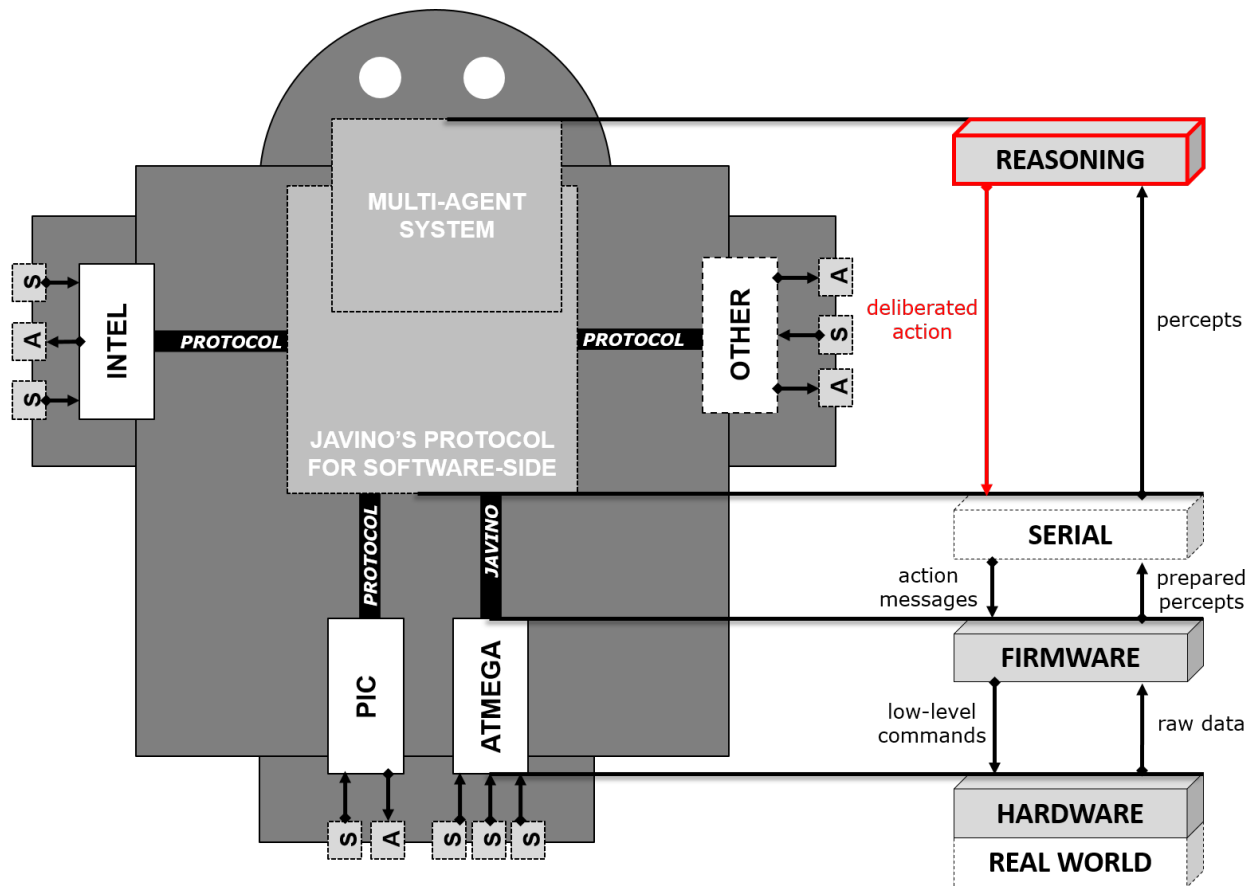 MULTI-AGENT
SYSTEM
JAVINO'S PROTOCOL
FOR SOFTWARE-SIDE
S
A
S
INTEL
PROTOCOL
PROTOCOL
OTHER
A
S
A
PROTOCOL
JAVINO
PIC
ATMEGA
S
A
S
S
S
REASONING
deliberated
action
percepts
SERIAL
action
messages
prepared
percepts
FIRMWARE
low-level
commands
raw data
HARDWARE
REAL WORLD